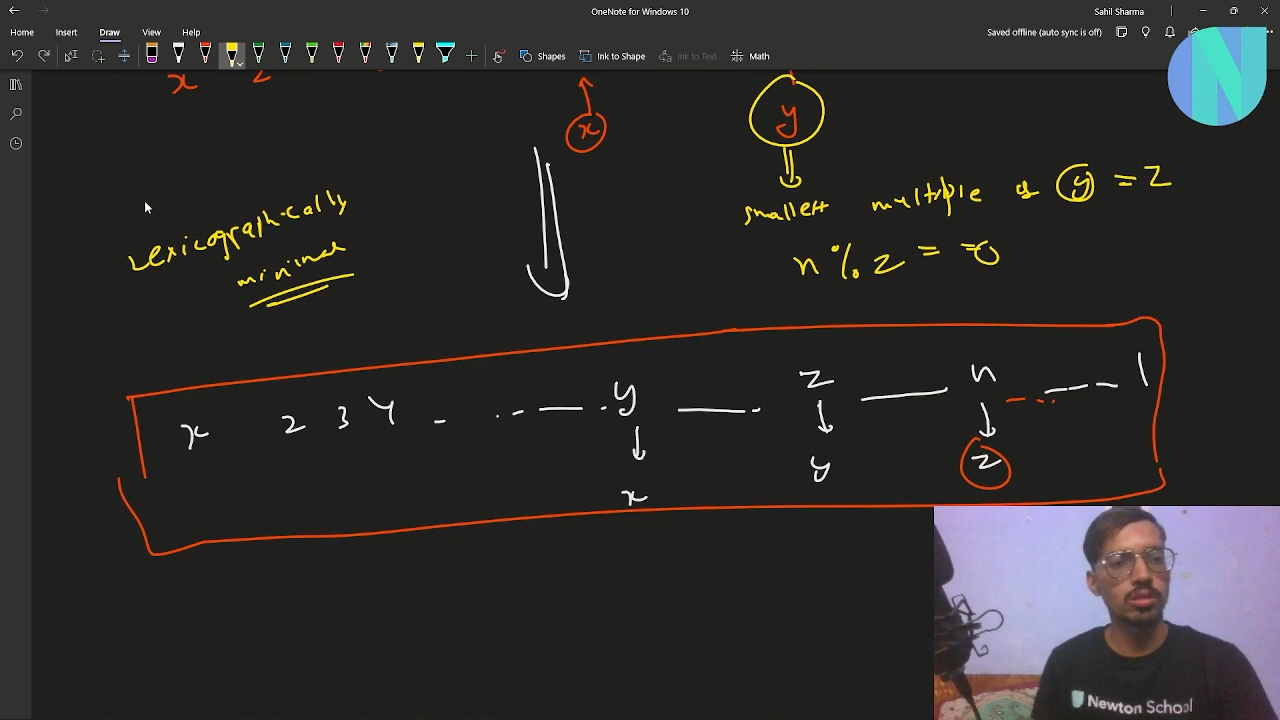 OneNote for Windows 10
Sahil Sharma
Home Insert Draw View Help
Saved offline (auto sync is off)
Shapes Ink to Shape Ink to Text Math
x 2
x
y
smallest multiple of y = z
n % z = 0
Lexicographically
minimal
x 2 3 4 y z n 1
x y z
Newton School